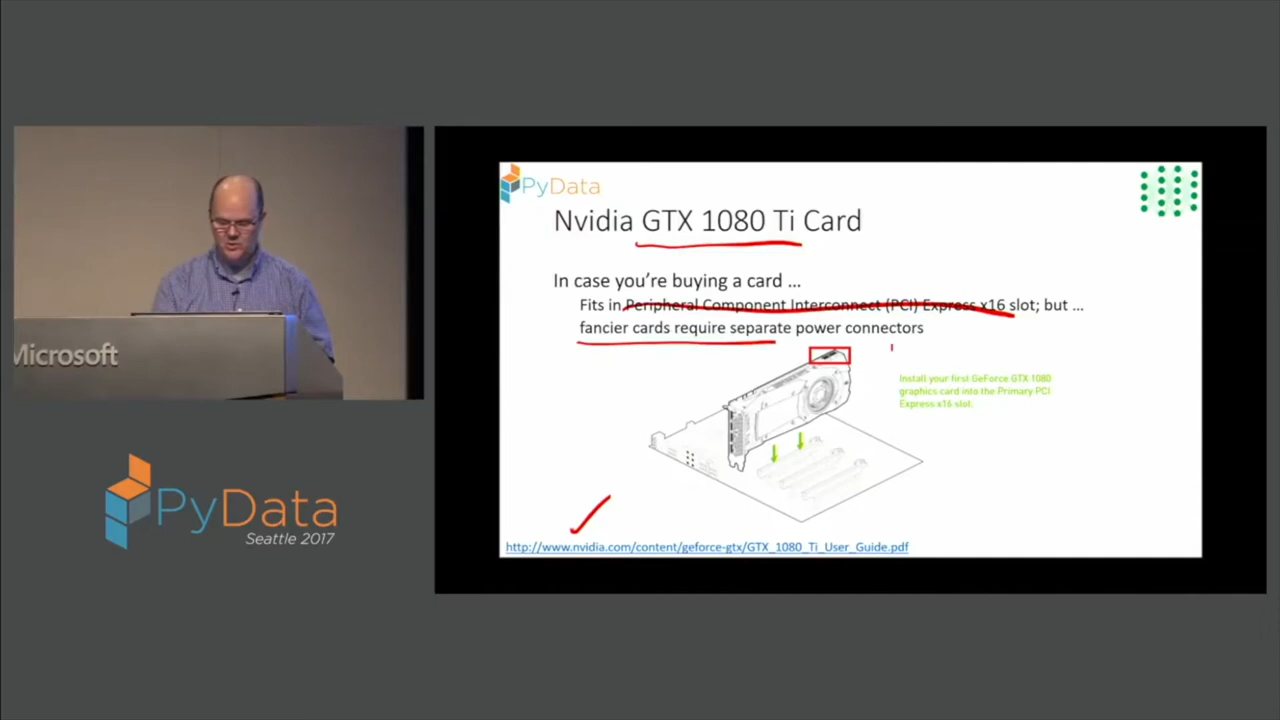 Microsoft
PyData
Seattle 2017
PyData
Nvidia GTX 1080 Ti Card
In case you're buying a card ...
Fits in Peripheral Component Interconnect (PCI) Express x16 slot; but ...
fancier cards require separate power connectors
Install your first GeForce GTX 1080
graphics card into the Primary PCI
Express x16 slot.
http://www.nvidia.com/content/geforce-gtx/GTX_1080_Ti_User_Guide.pdf